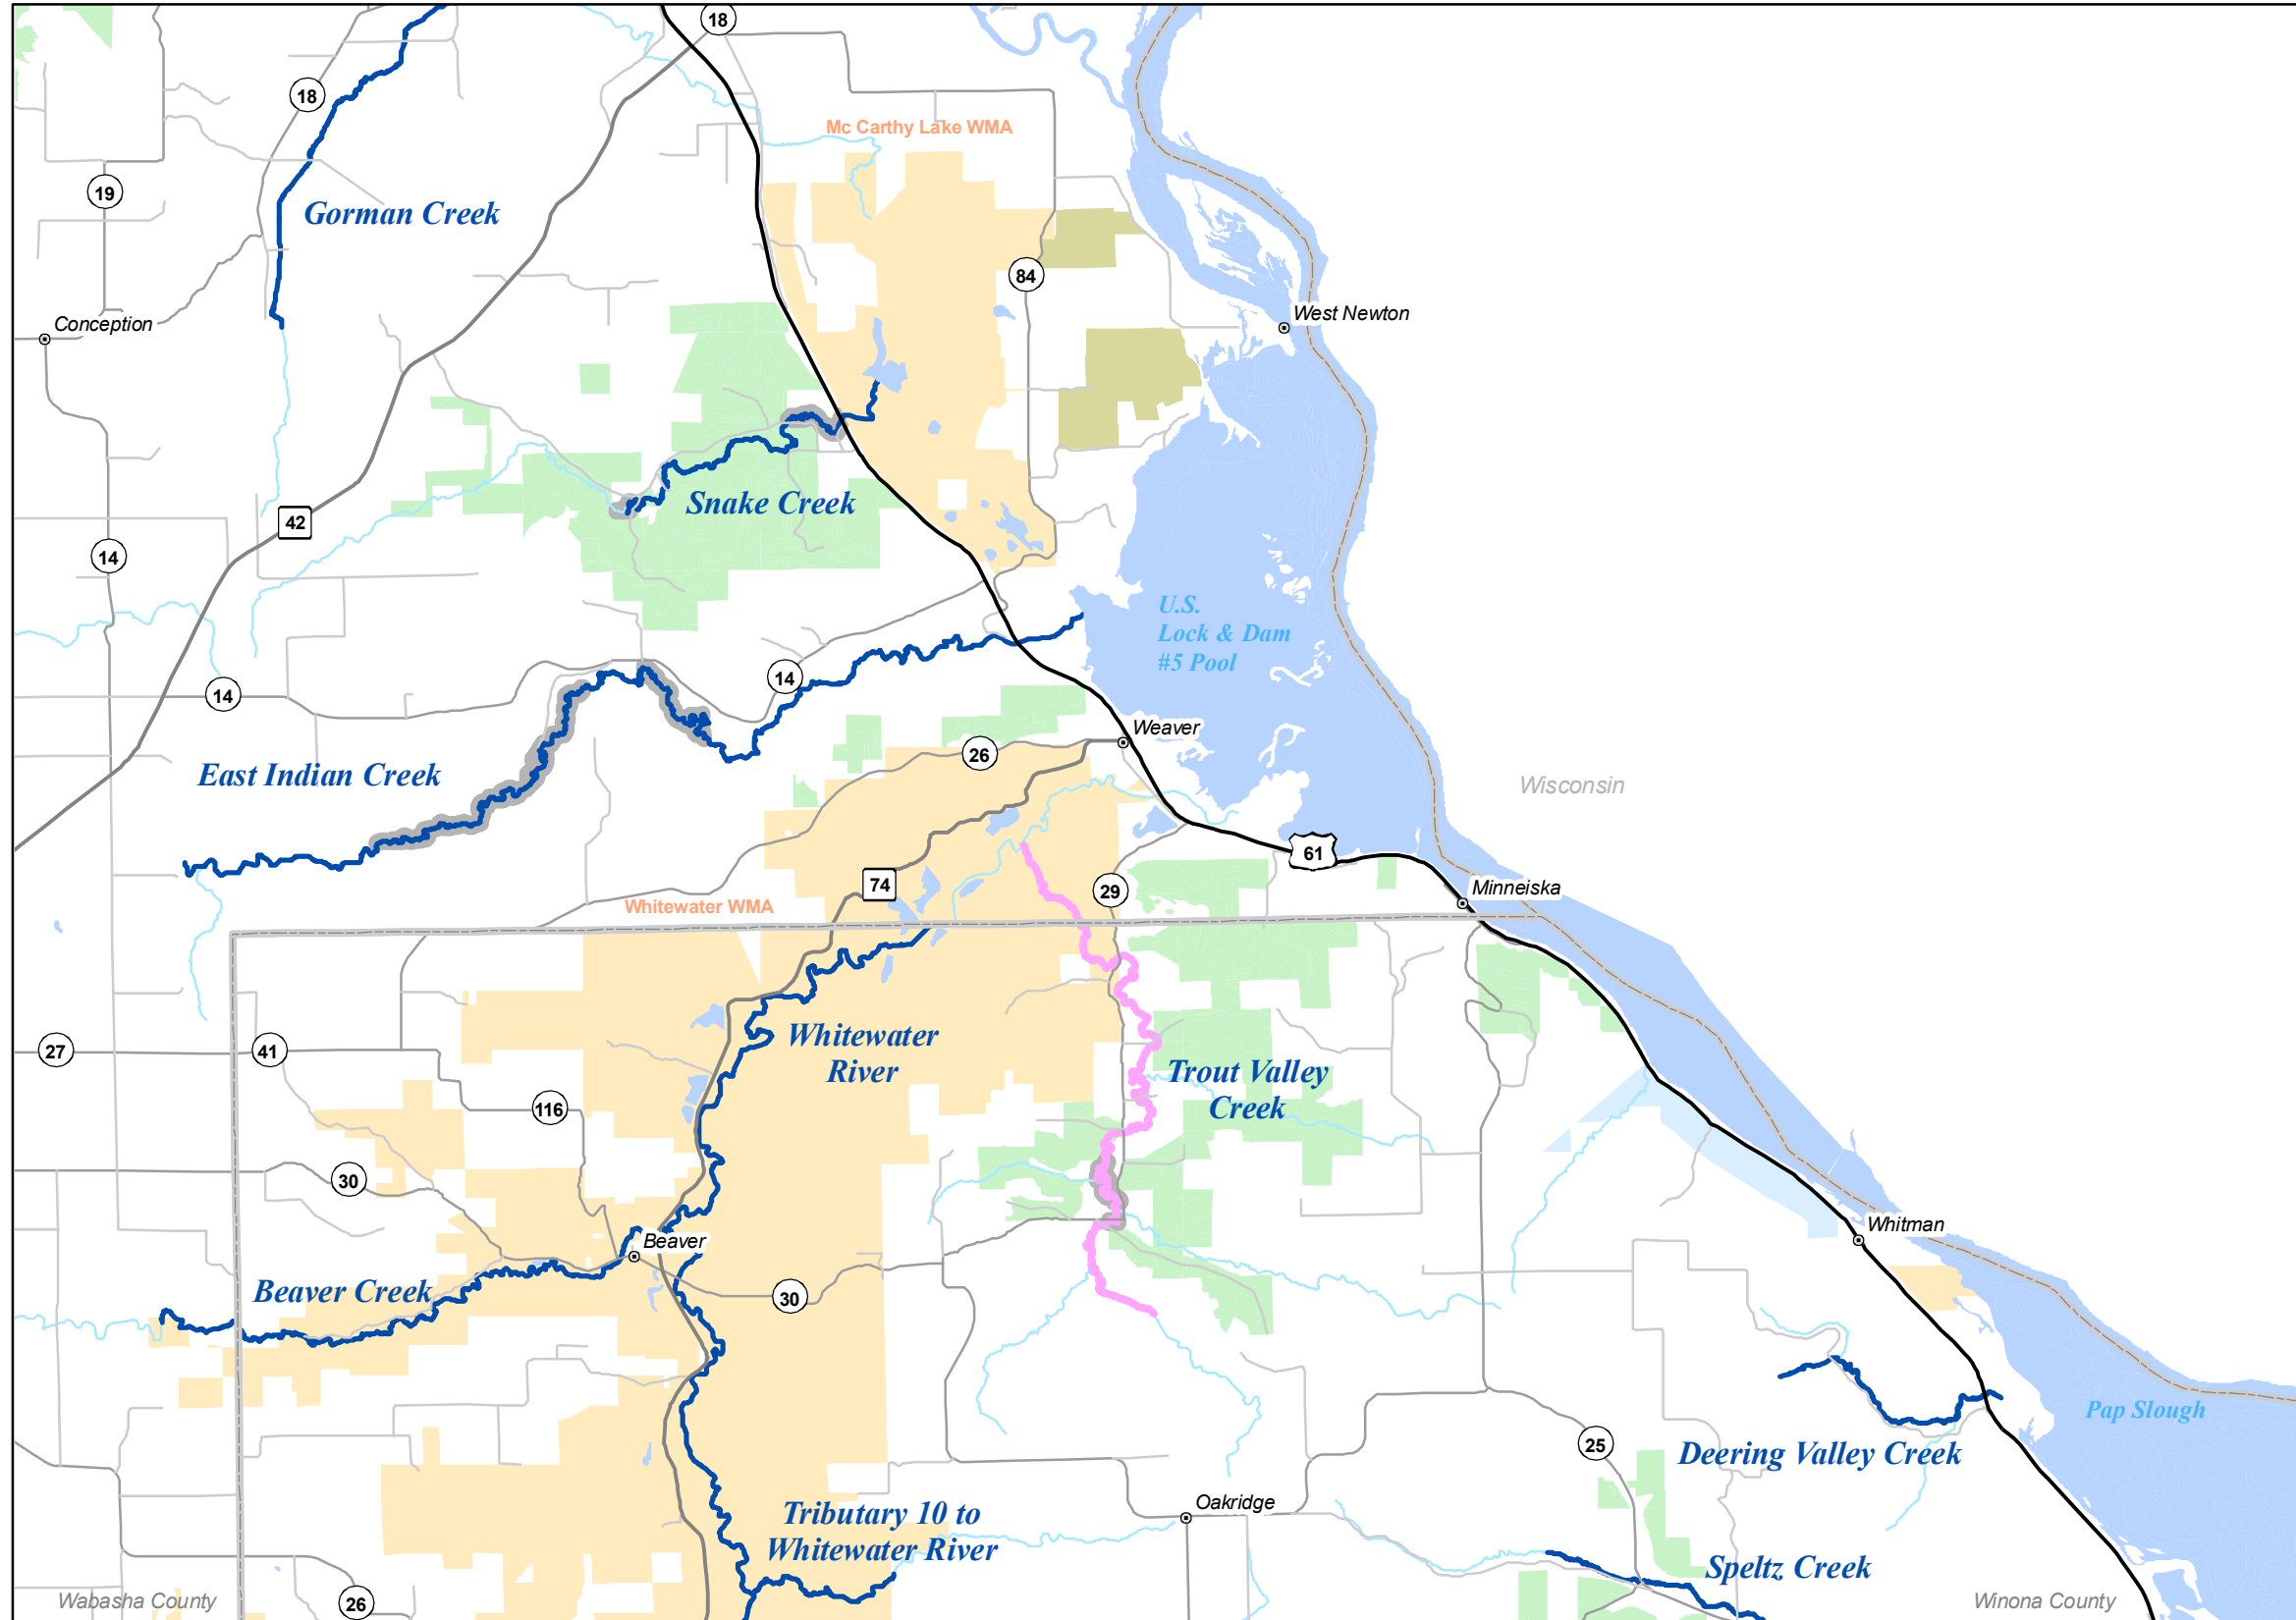 18
18
Mc Carthy Lake WMA
19
Gorman Creek
84
West Newton
Conception
Snake Creek
42
14
U.S.
Lock & Dam
#5 Pool
14
14
Weaver
26
East Indian Creek
Wisconsin
61
74
29
Minneiska
Whitewater WMA
Whitewater
River
27
41
Trout Valley
Creek
116
30
Whitman
Beaver
Beaver Creek
30
Pap Slough
25
Deering Valley Creek
Oakridge
Tributary 10 to
Whitewater River
Speltz Creek
Wabasha County
26
Winona County